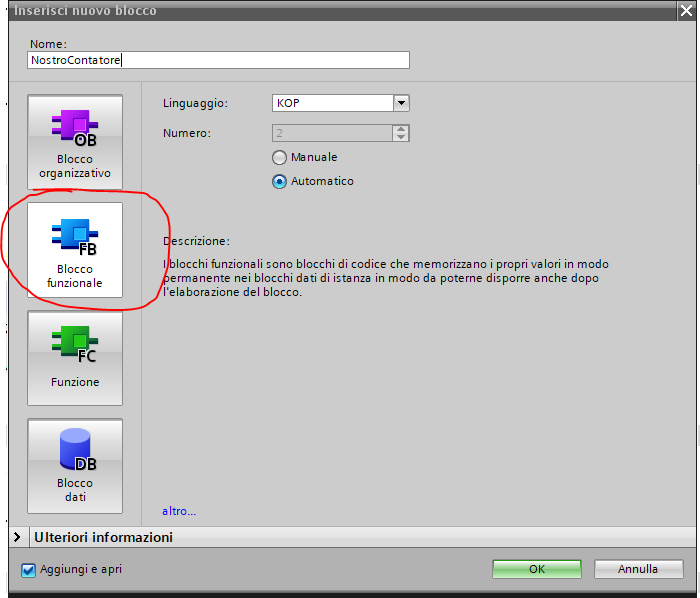 Inserisci nuovo blocco
Nome:
NostroContatore
OB
Blocco
organizzativo
FB
Blocco
funzionale
FC
Funzione
DB
Blocco
dati
Linguaggio:
KOP
Numero:
2
Manuale
Automatico
Descrizione:
I blocchi funzionali sono blocchi di codice che memorizzano i propri valori in modo
permanente nei blocchi dati di istanza in modo da poterne disporre anche dopo
l'elaborazione del blocco.
altro...
Ulteriori informazioni
Aggiungi e apri
OK
Annulla